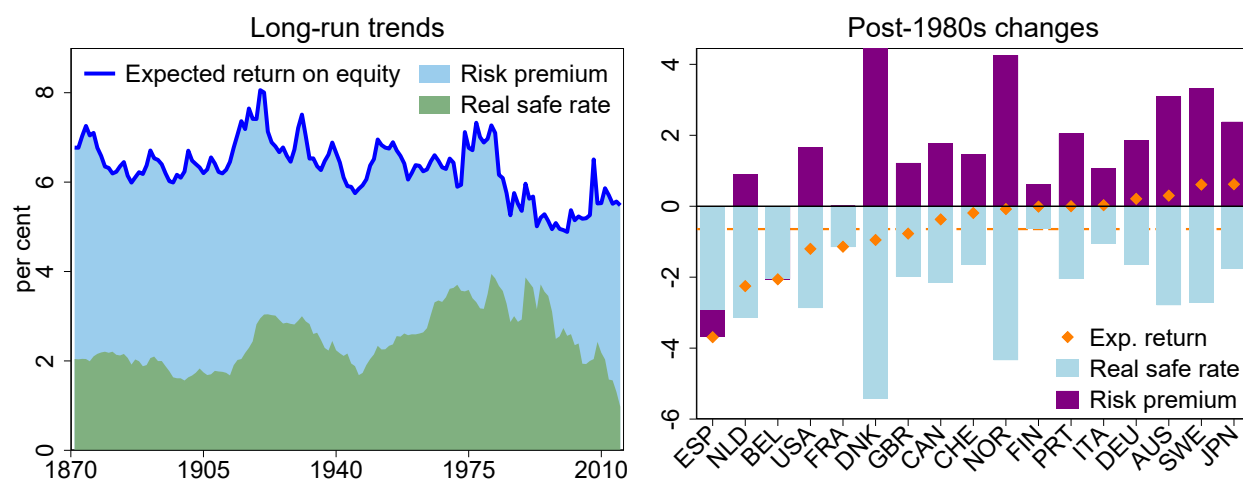 Long-run trends
Expected return on equity
Risk premium
Real safe rate
per cent
8
6
4
2
0
1870 1905 1940 1975 2010
Post-1980s changes
4
2
0
-2
-4
-6
Exp. return
Real safe rate
Risk premium
ESP NLD BEL USA FRA DNK GBR CAN CHE NOR FIN PRT ITA DEU AUS SWE JPN